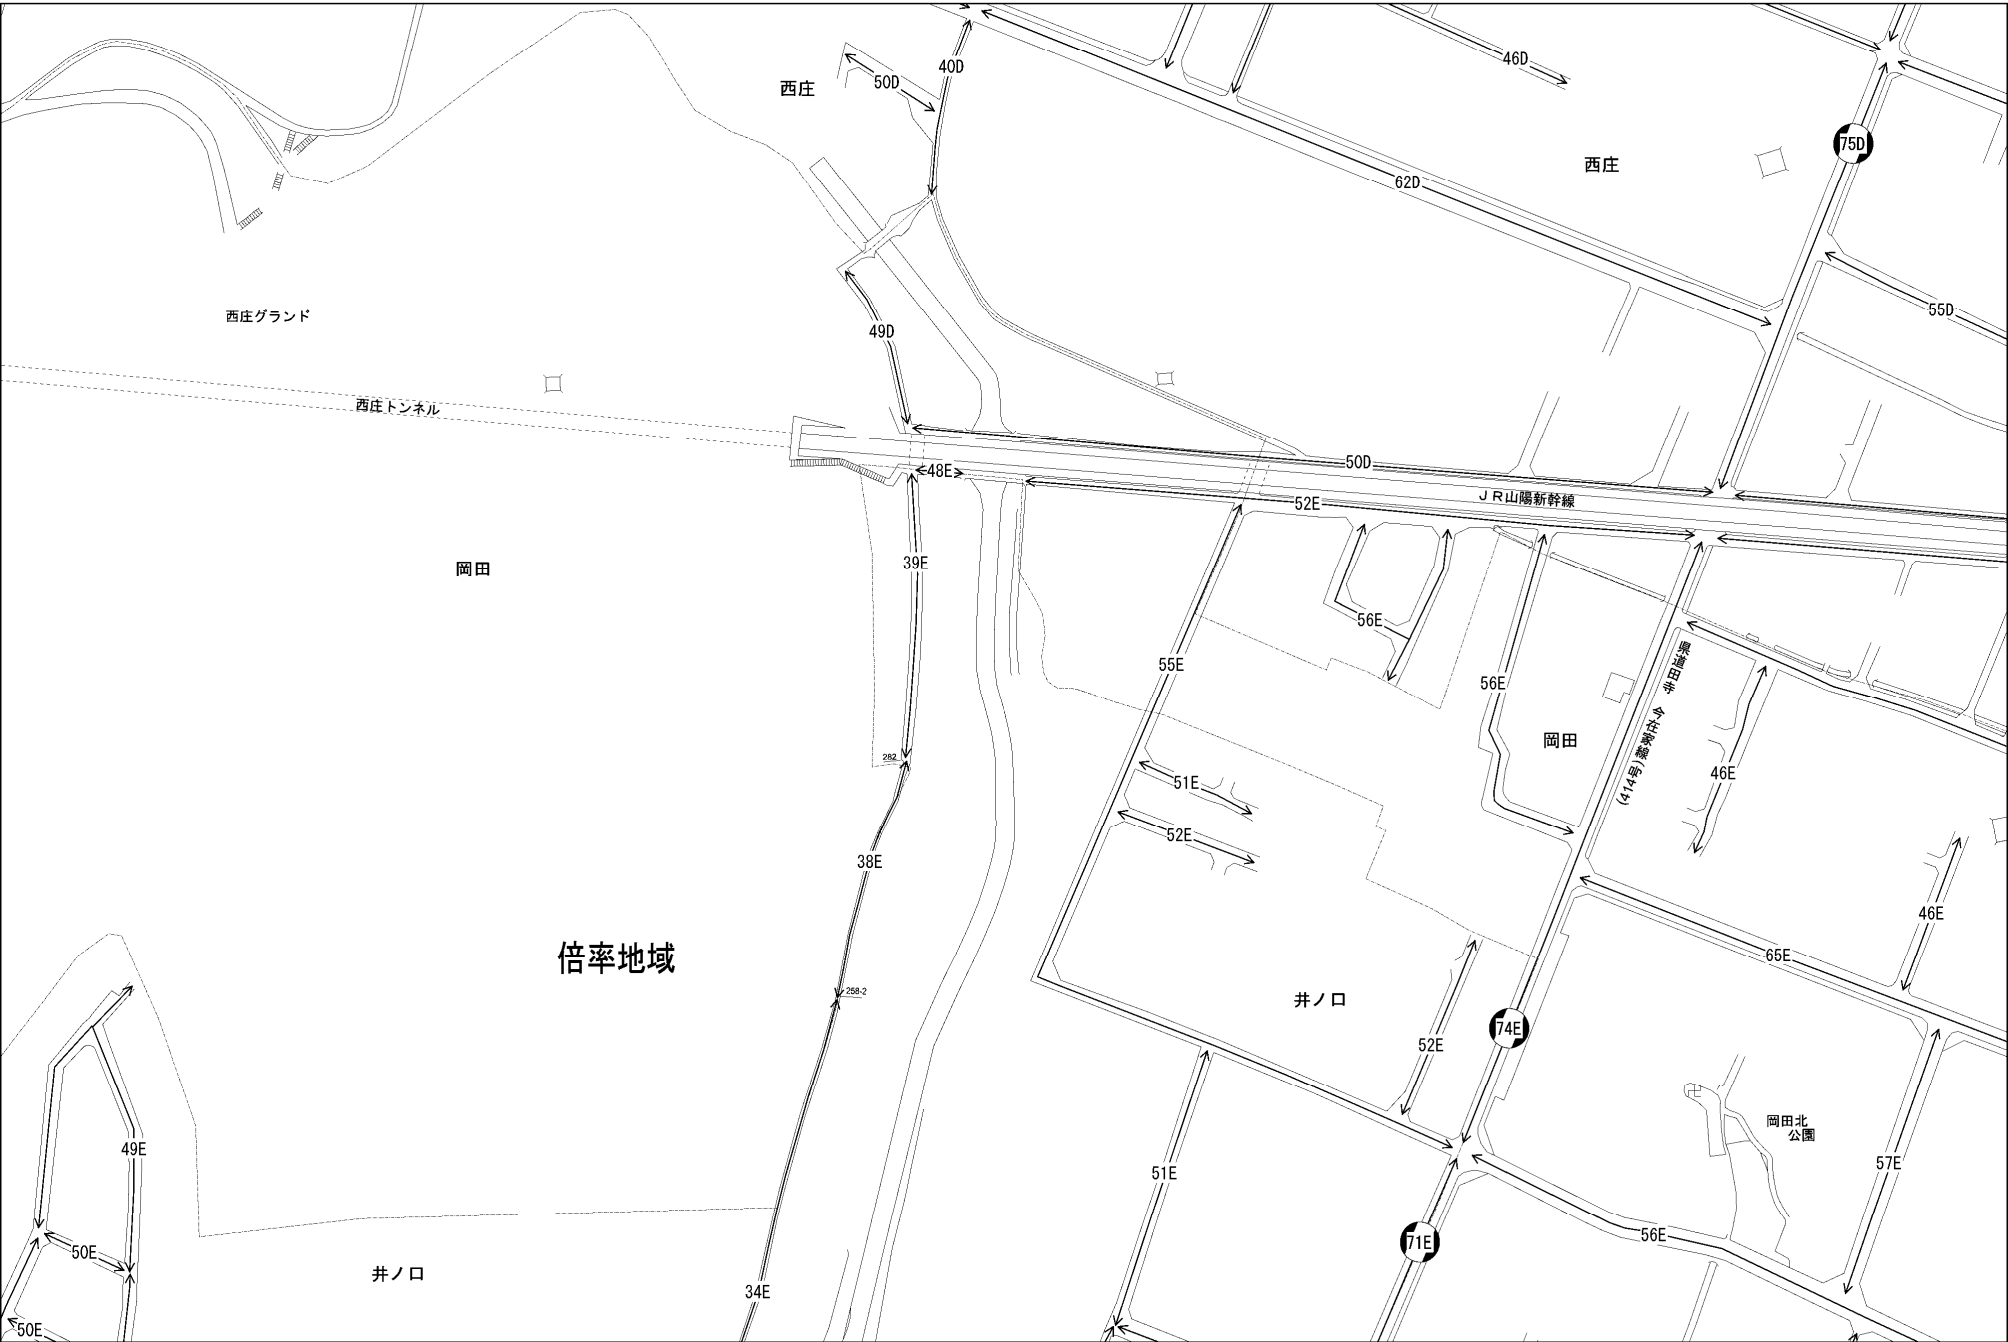 46D
40D
50D
西庄
75D
西庄
62D
55D
西庄グランド
49D
西庄トンネル
50D
48E
JR山陽新幹線
52E
39E
岡田
56E
55E
56E
県道田寺 今在家線
(414号)
岡田
282
46E
51E
52E
38E
46E
倍率地域
65E
258-2
井ノ口
74E
52E
岡田北
公園
49E
57E
51E
56E
71E
50E
井ノ口
34E
50E